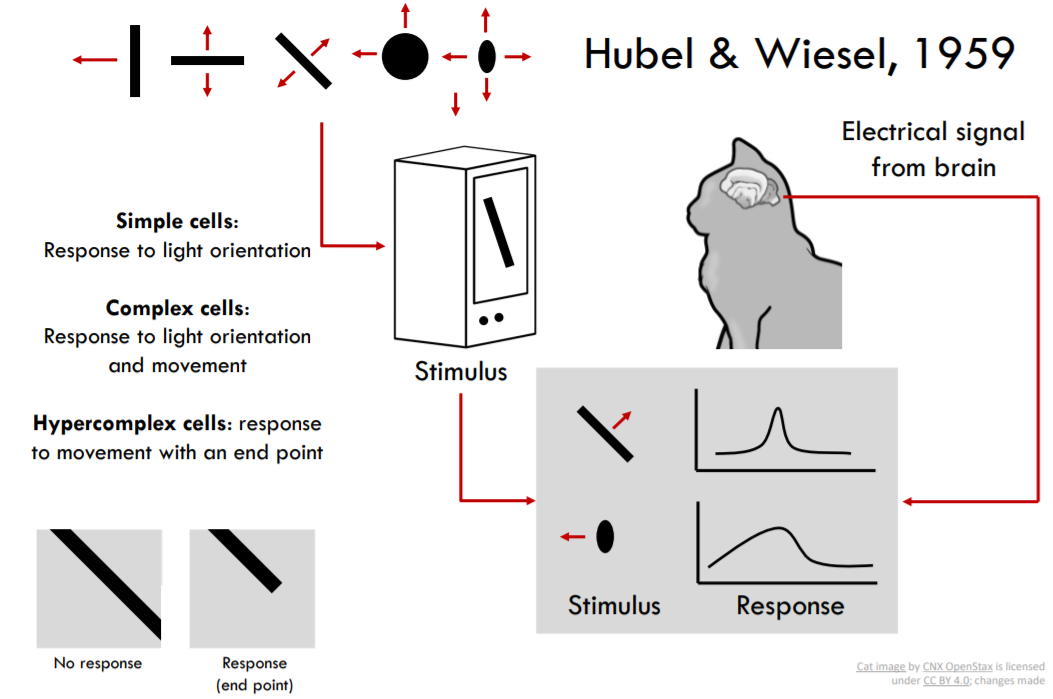 Hubel & Wiesel, 1959
Electrical signal
from brain
Simple cells:
Response to light orientation
Complex cells:
Response to light orientation
and movement
Hypercomplex cells: response
to movement with an end point
Stimulus
Stimulus
Response
No response
Response
(end point)
Cat image by CNX OpenStax is licensed
under CC BY 4.0; changes made